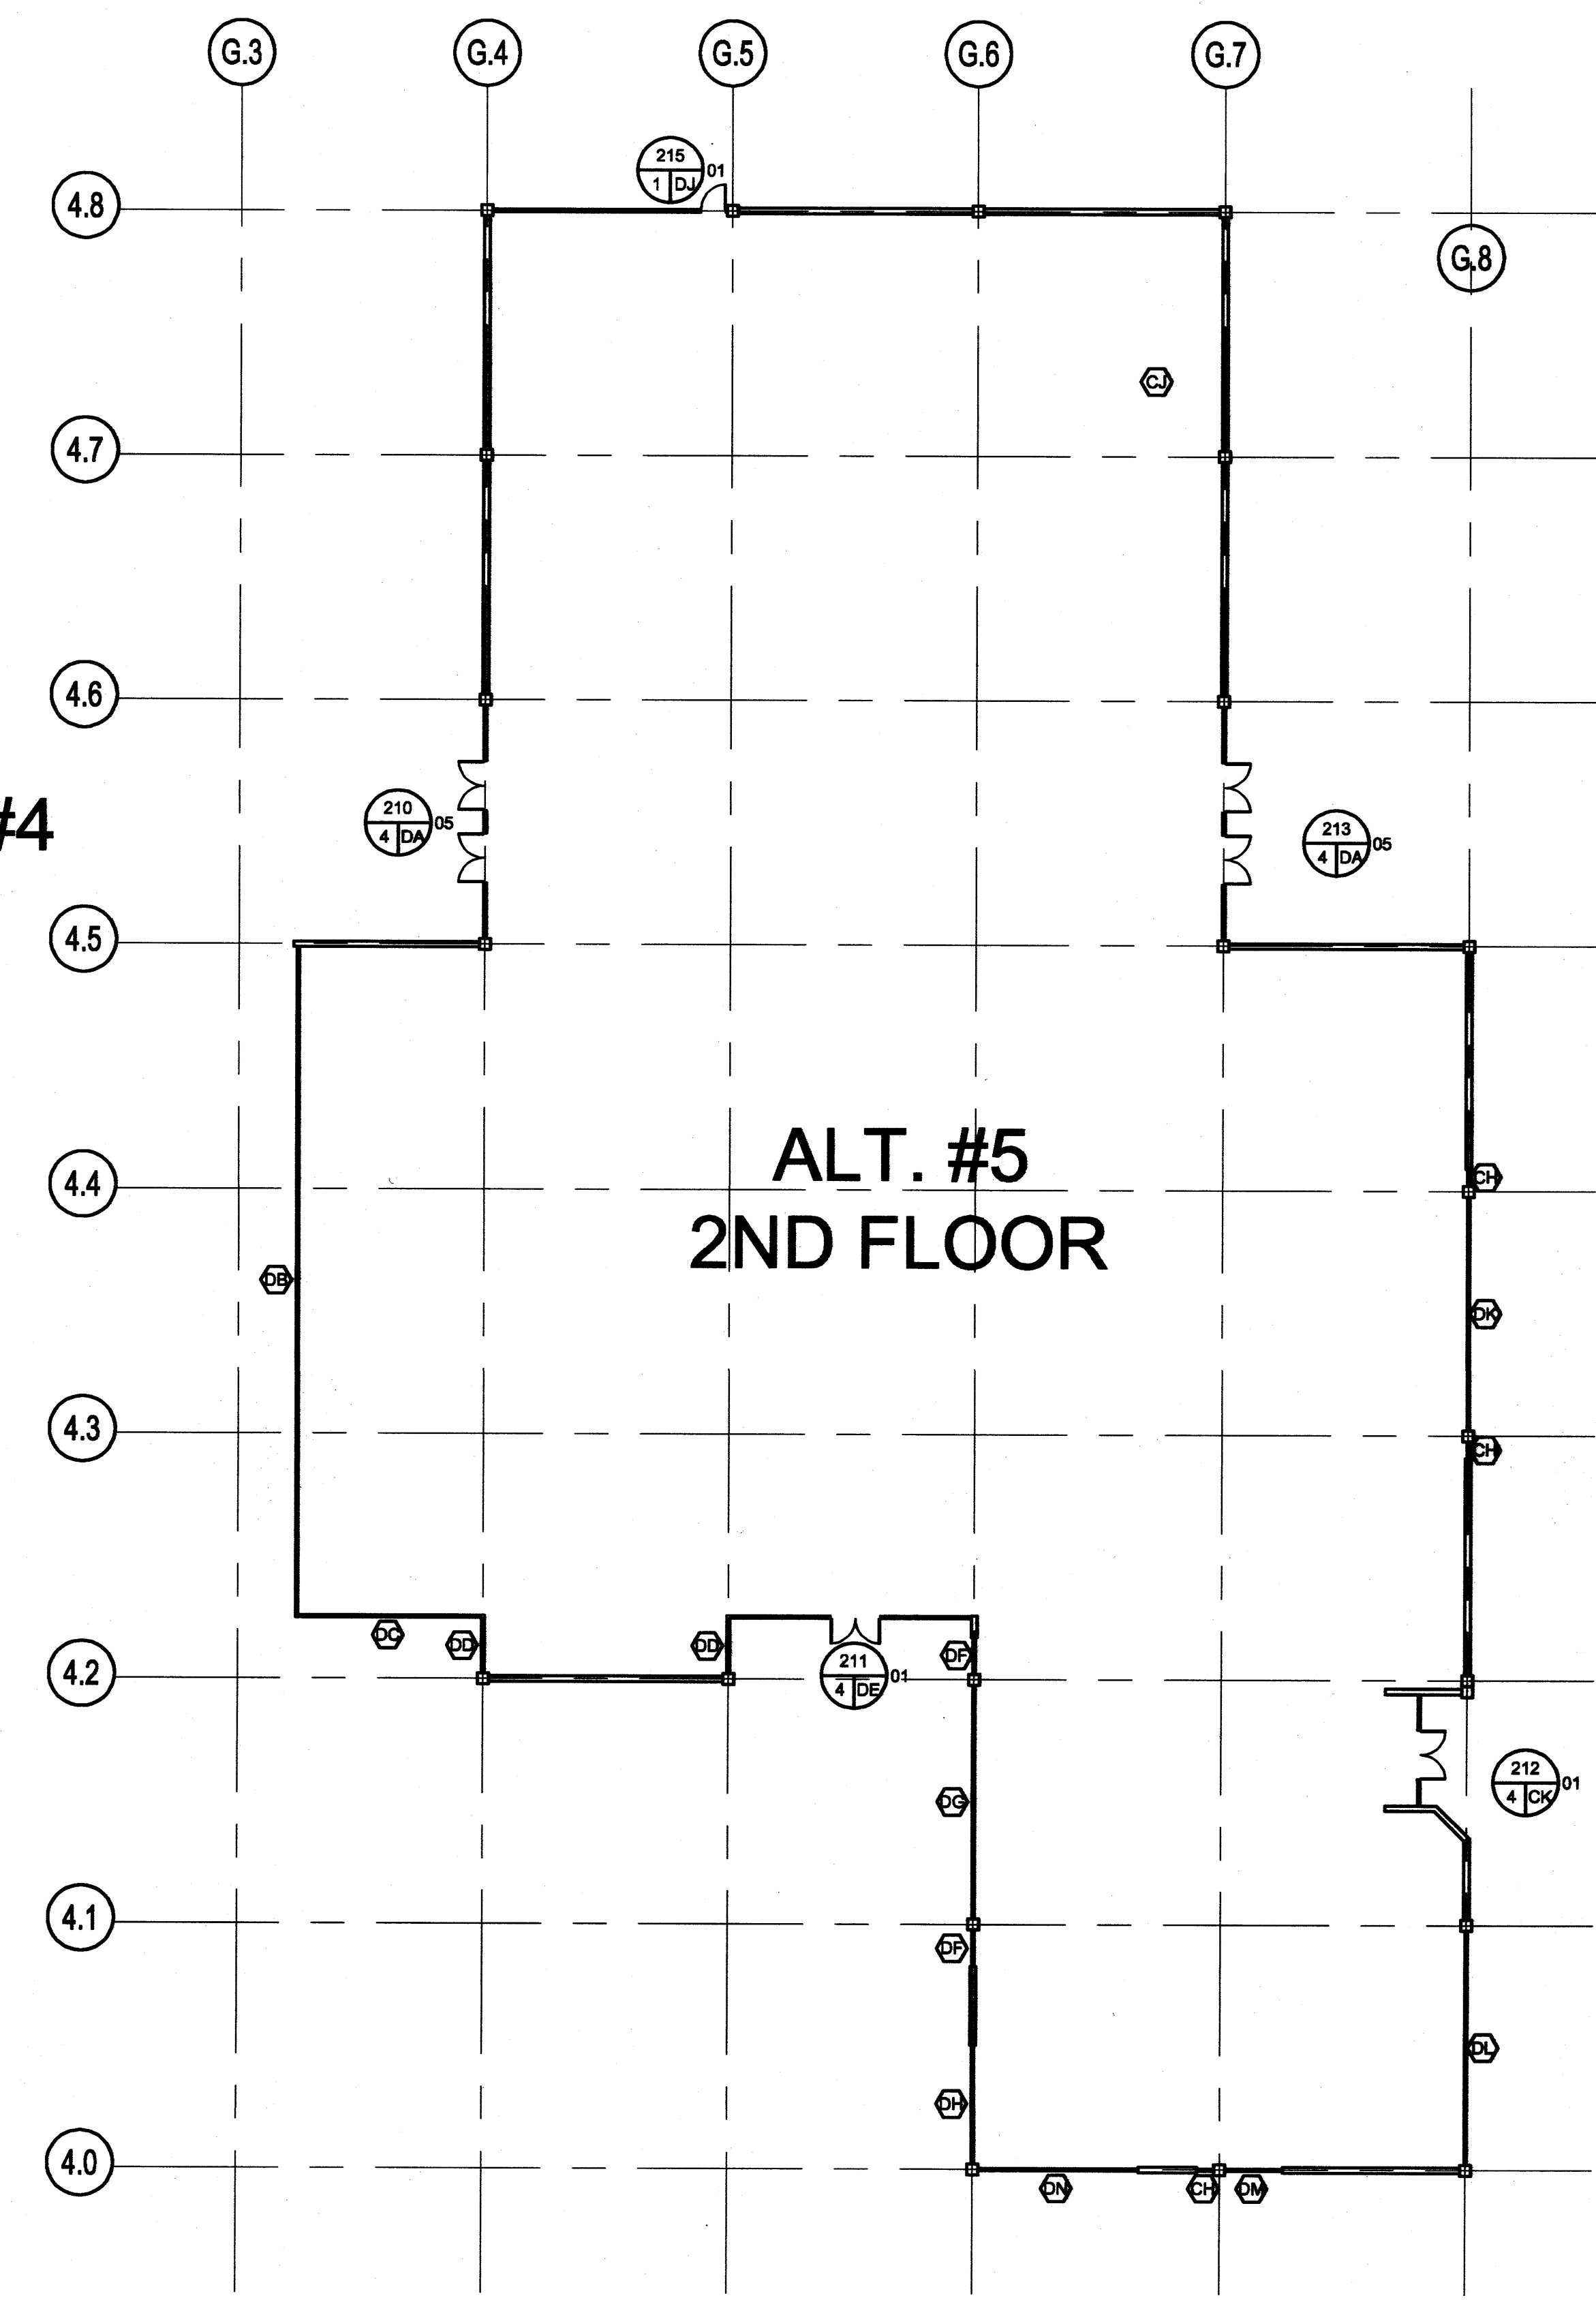 G.3 G.4 G.5 G.6 G.7
215
1 DJ 01
4.8
G.8
CJ
4.7
4.6
#4
210
4 DA 05
213
4 DA 05
4.5
ALT. #5
CH
4.4
2ND FLOOR
DB
DK
4.3
CH
DC DD DD DF
4.2
211
4 DE 01
212
4 CK 01
DG
4.1
DF
DL
DH
4.0
DN CH DM